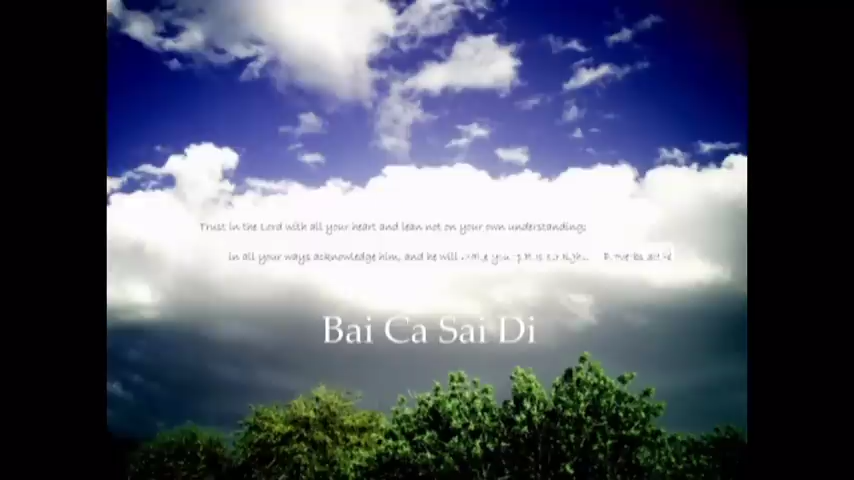 Trust in the Lord with all your heart and lean not on your own understanding;
in all your ways acknowledge him, and he will
Bai Ca Sai Di